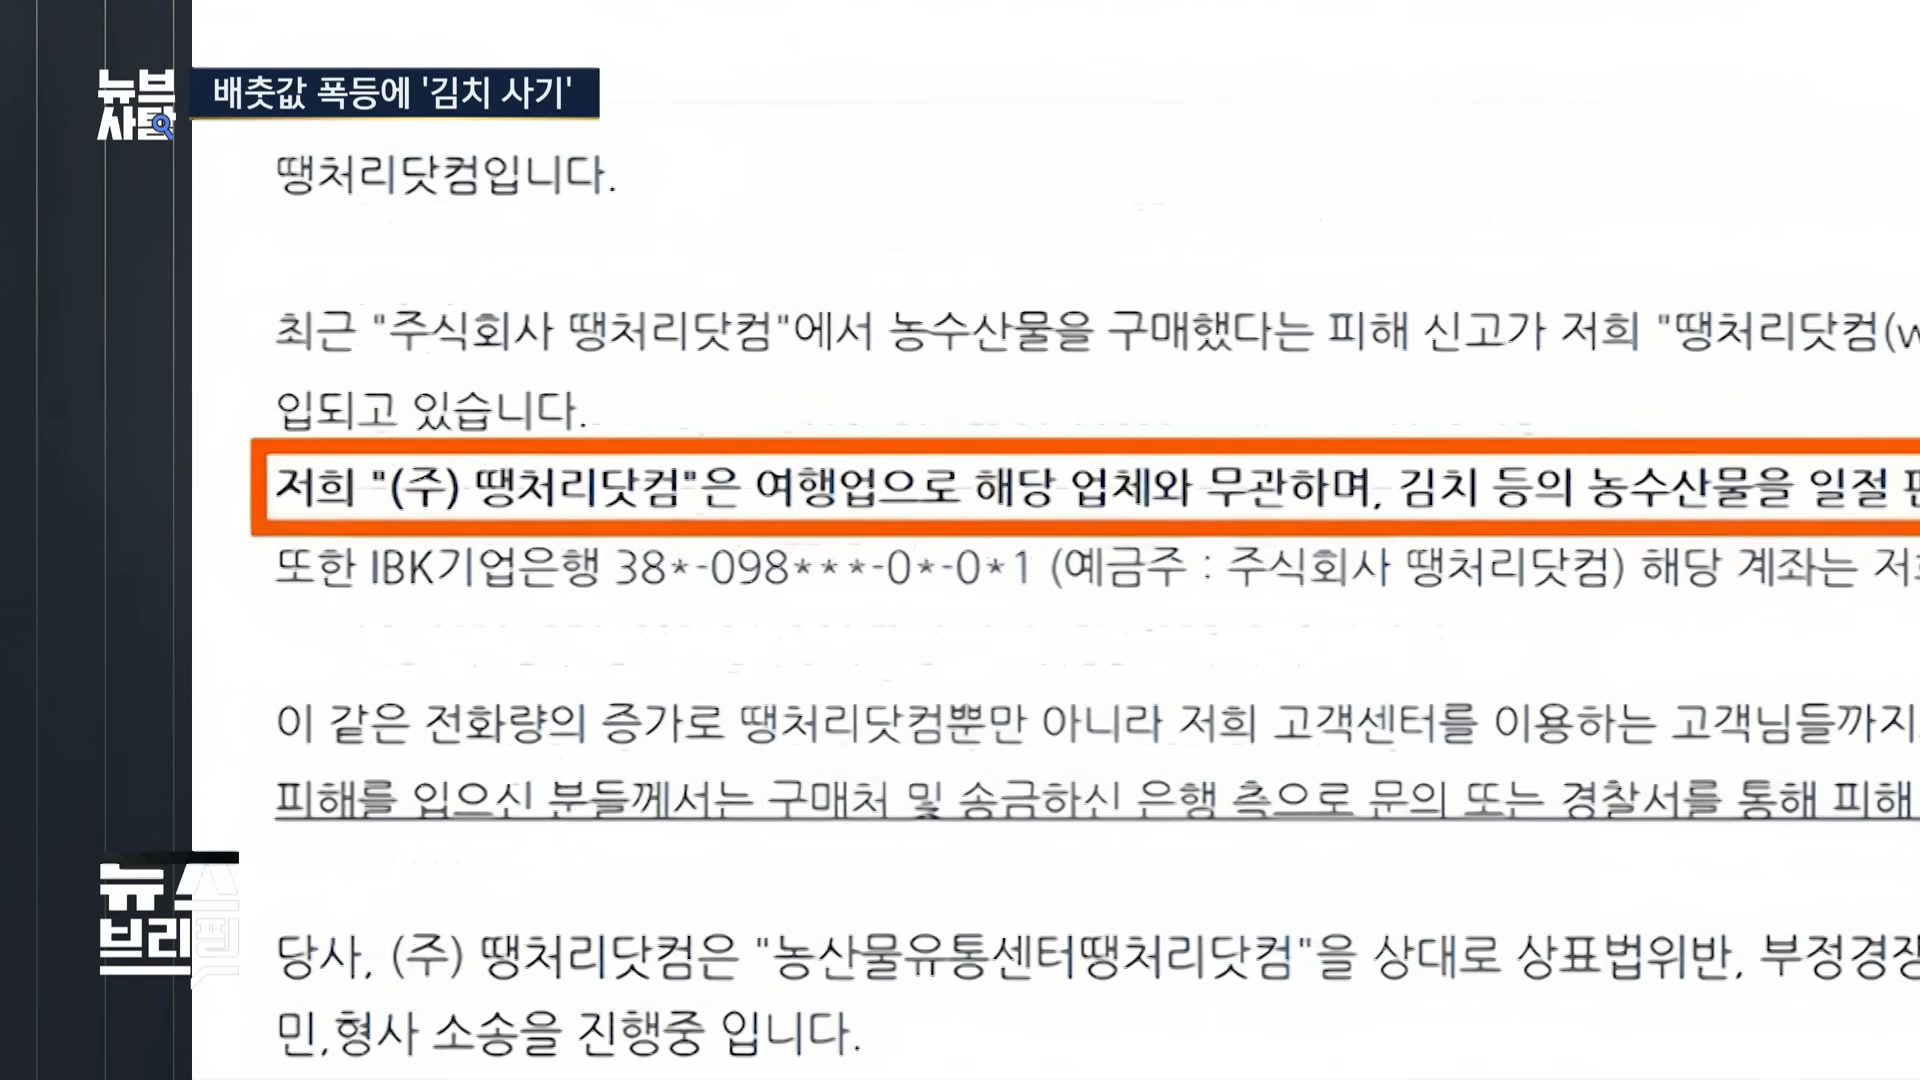 뉴브
사탐
배춧값 폭등에 '김치 사기'
땡처리닷컴입니다.
최근 "주식회사 땡처리닷컴"에서 농수산물을 구매했다는 피해 신고가 저희 "땡처리닷컴(w
입되고 있습니다.
저희 "(주) 땡처리닷컴"은 여행업으로 해당 업체와 무관하며, 김치 등의 농수산물을 일절
또한 IBK기업은행 38*-098***-0*-0*1 (예금주 : 주식회사 땡처리닷컴) 해당 계좌는 저희
이 같은 전화량의 증가로 땡처리닷컴뿐만 아니라 저희 고객센터를 이용하는 고객님들까지
피해를 입으신 분들께서는 구매처 및 송금하신 은행 측으로 문의 또는 경찰서를 통해 피해
당사, (주) 땡처리닷컴은 "농산물유통센터땡처리닷컴"을 상대로 상표법위반, 부정경쟁
민,형사 소송을 진행중 입니다.
뉴스
브리핑